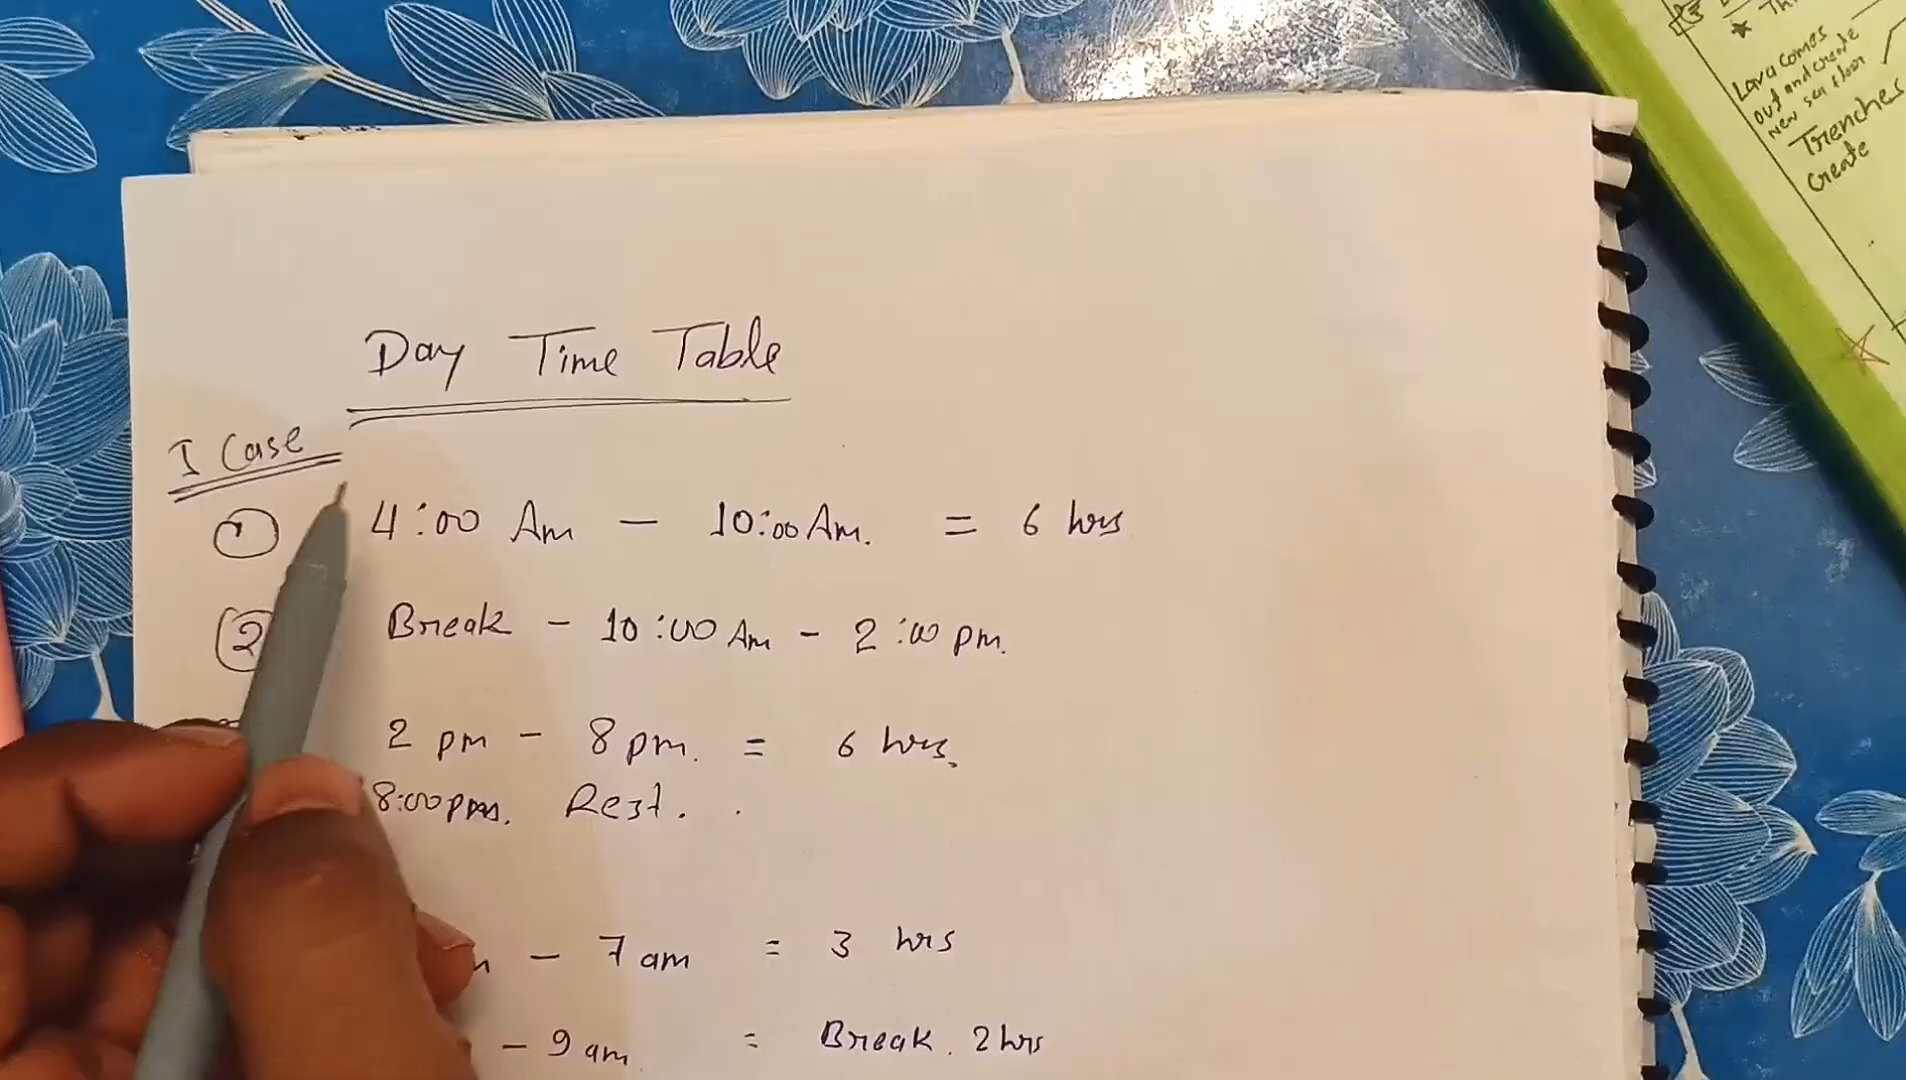 Day Time Table
I Case
1 4:00 Am - 10:00 Am. = 6 hrs
2 Break - 10:00 Am - 2:00 pm.
2 pm - 8 pm. = 6 hrs.
8:00 pm. Rest.
- 7 am = 3 hrs
- 9 am = Break. 2 hrs
Lava comes
out and create
new sea floor
Trenches
create